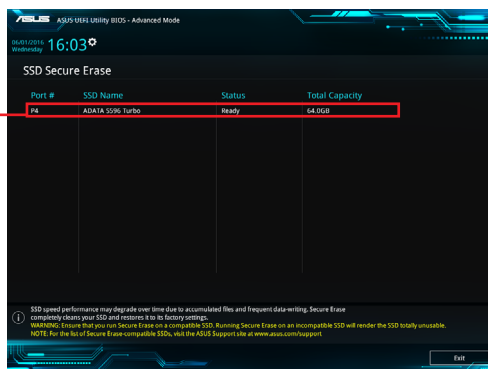 ASUS ASUS UEFI Utility BIOS - Advanced Mode
06/01/2016
Wednesday 16:03
SSD Secure Erase
Port # SSD Name Status Total Capacity
P4 ADATA S596 Turbo Ready 64.0GB
SSD speed performance may degrade over time due to accumulated files and frequent data-writing. Secure Erase
completely cleans your SSD and restores it to its factory settings.
WARNING: Ensure that you run Secure Erase on a compatible SSD. Running Secure Erase on an incompatible SSD will render the SSD totally unusable.
NOTE: For the list of Secure Erase-compatible SSDs, visit the ASUS Support site at www.asus.com/support
Exit